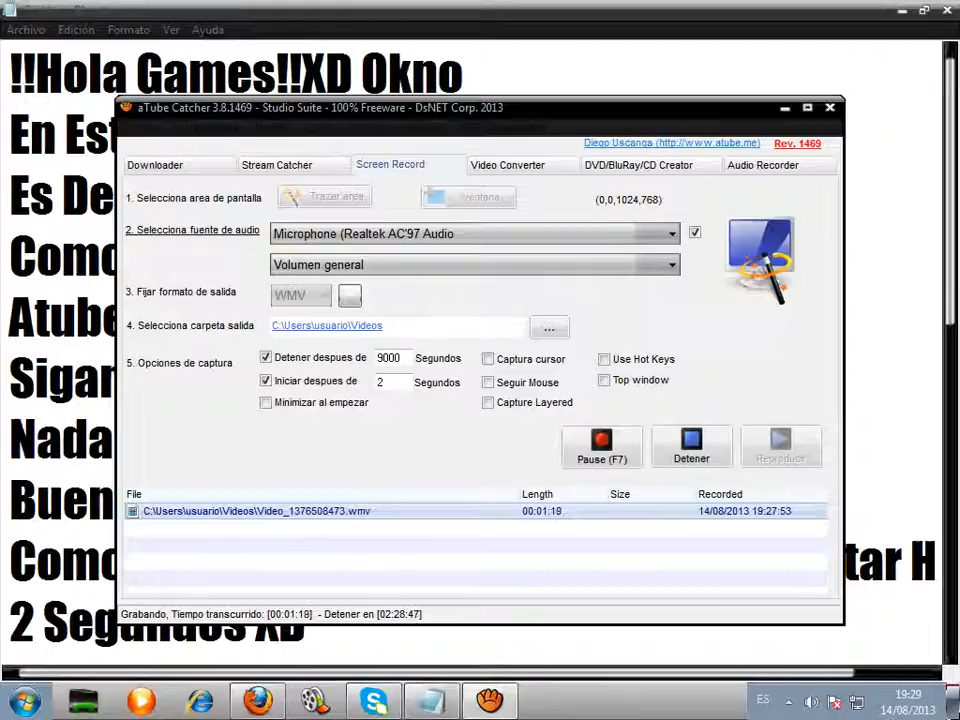 Archivo Edición Formato Ver Ayuda
!!Hola Games!!XD Okno
En Est
Es De
Como
Atube
Sigan
Nada
Buen
Como tar H
2 Segundos XD
aTube Catcher 3.8.1469 - Studio Suite - 100% Freeware - DsNET Corp. 2013
Diego Uscanga (http://www.atube.me) Rev. 1469
Downloader Stream Catcher Screen Record Video Converter DVD/BluRay/CD Creator Audio Recorder
1. Selecciona area de pantalla Trazar area Ventana (0,0,1024,768)
2. Selecciona fuente de audio Microphone (Realtek AC'97 Audio
Volumen general
3. Fijar formato de salida WMV
4. Selecciona carpeta salida C:\Users\usuario\Videos ...
5. Opciones de captura
Detener despues de 9000 Segundos Captura cursor Use Hot Keys
Iniciar despues de 2 Segundos Seguir Mouse Top window
Minimizar al empezar Capture Layered
Pause (F7) Detener Reproducir
File Length Size Recorded
C:\Users\usuario\Videos\Video_1376508473.wmv 00:01:19 14/08/2013 19:27:53
Grabando, Tiempo transcurrido: [00:01:18] - Detener en [02:28:47]
ES
19:29
14/08/2013